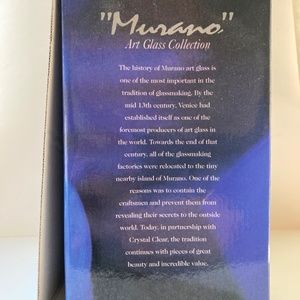 "Murano"
Art Glass Collection
The history of Murano art glass is
one of the most important in the
tradition of glassmaking. By the
mid 13th century, Venice had
established itself as one of the
foremost producers of art glass in
the world. Towards the end of that
century, all of the glassmaking
factories were relocated to the tiny
nearby island of Murano. One of the
reasons was to contain the
craftsmen and prevent them from
revealing their secrets to the outside
world. Today, in partnership with
Crystal Clear, the tradition
continues with pieces of great
beauty and incredible value.